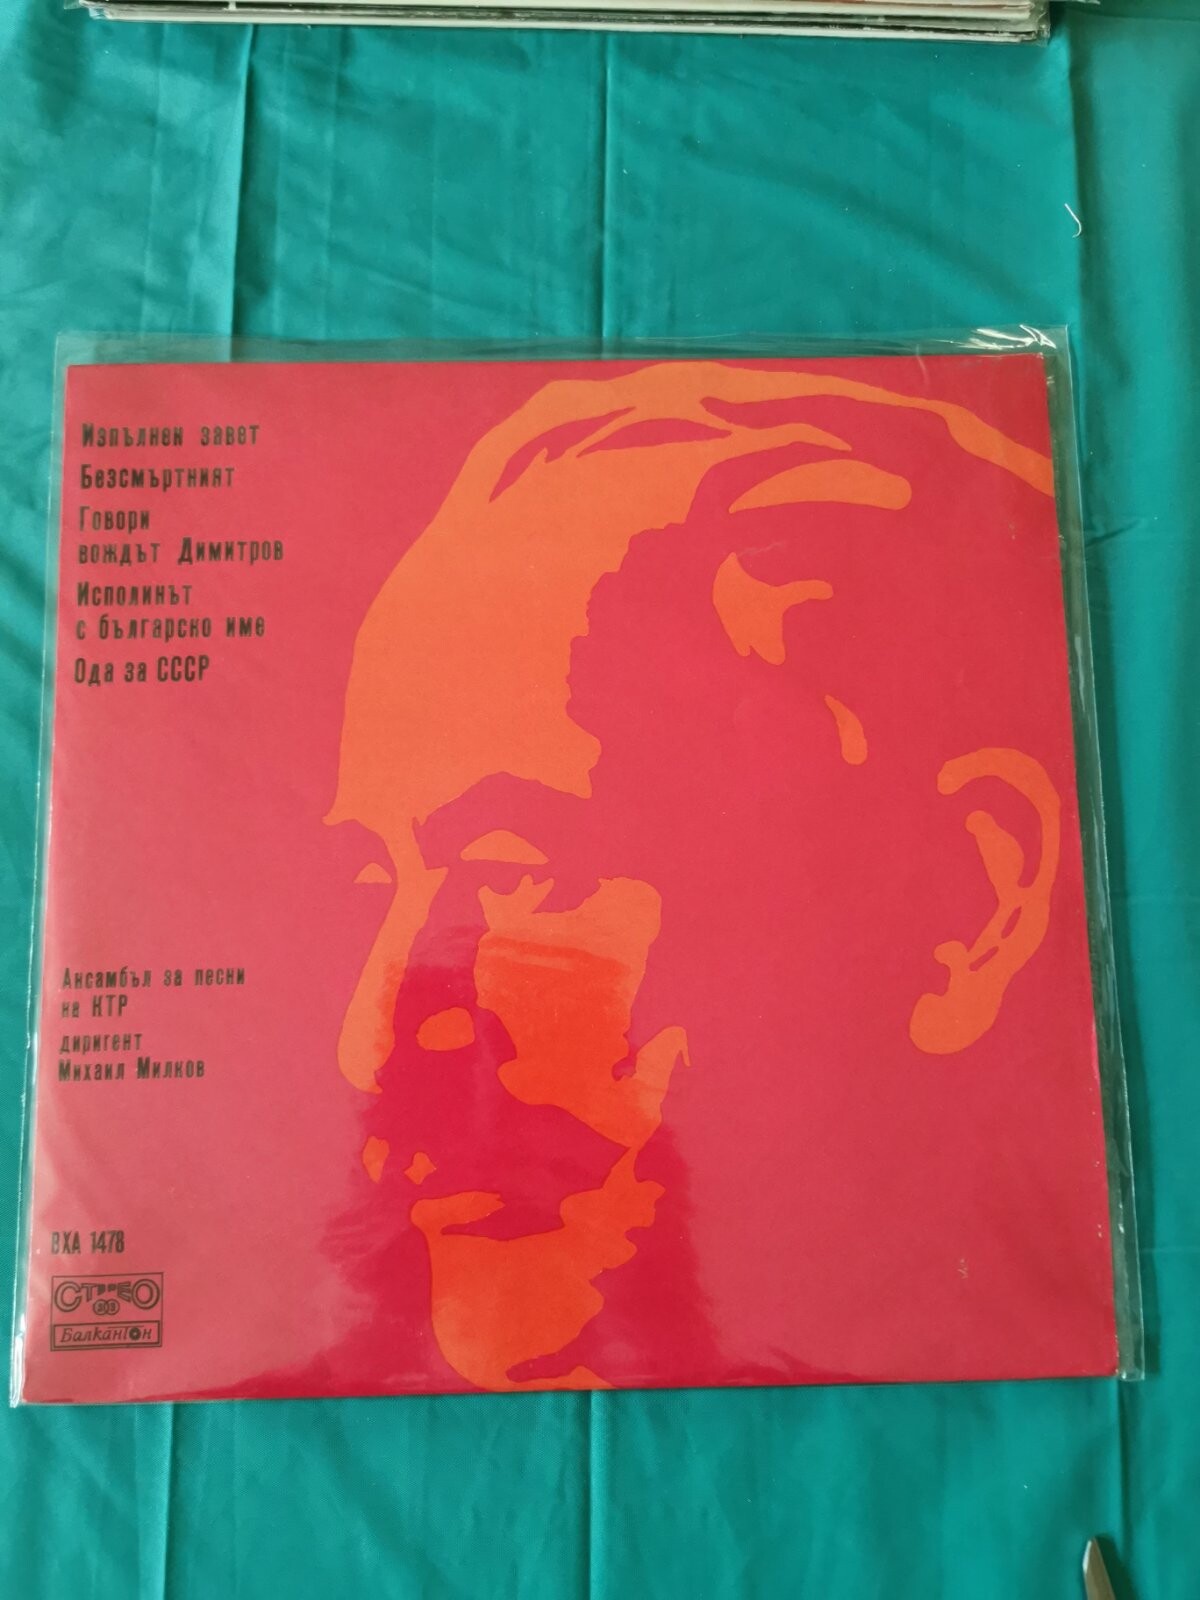 Изпълнен завет
Безсмъртният
Говори
вождът Димитров
Исполинът
с българско име
Ода за СССР
Ансамбъл за песни
на КТР
диригент
Михаил Милков
ВХА 1478
СТЕРЕО
33
Балкантон